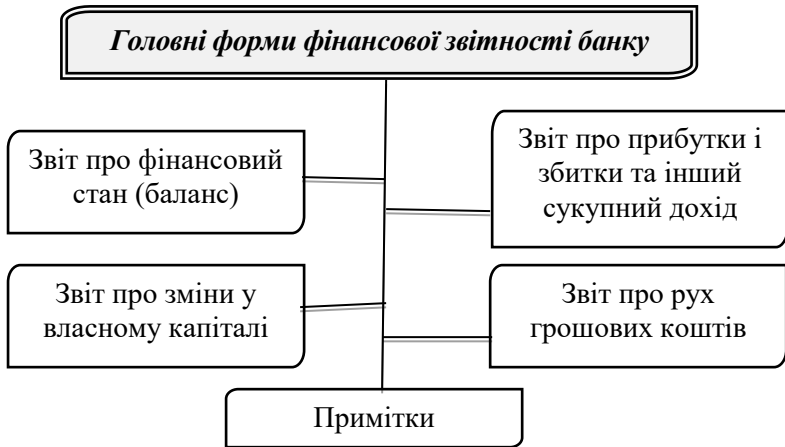 Головні форми фінансової звітності банку
Звіт про фінансовий
стан (баланс)
Звіт про прибутки і
збитки та інший
сукупний дохід
Звіт про зміни у
власному капіталі
Звіт про рух
грошових коштів
Примітки